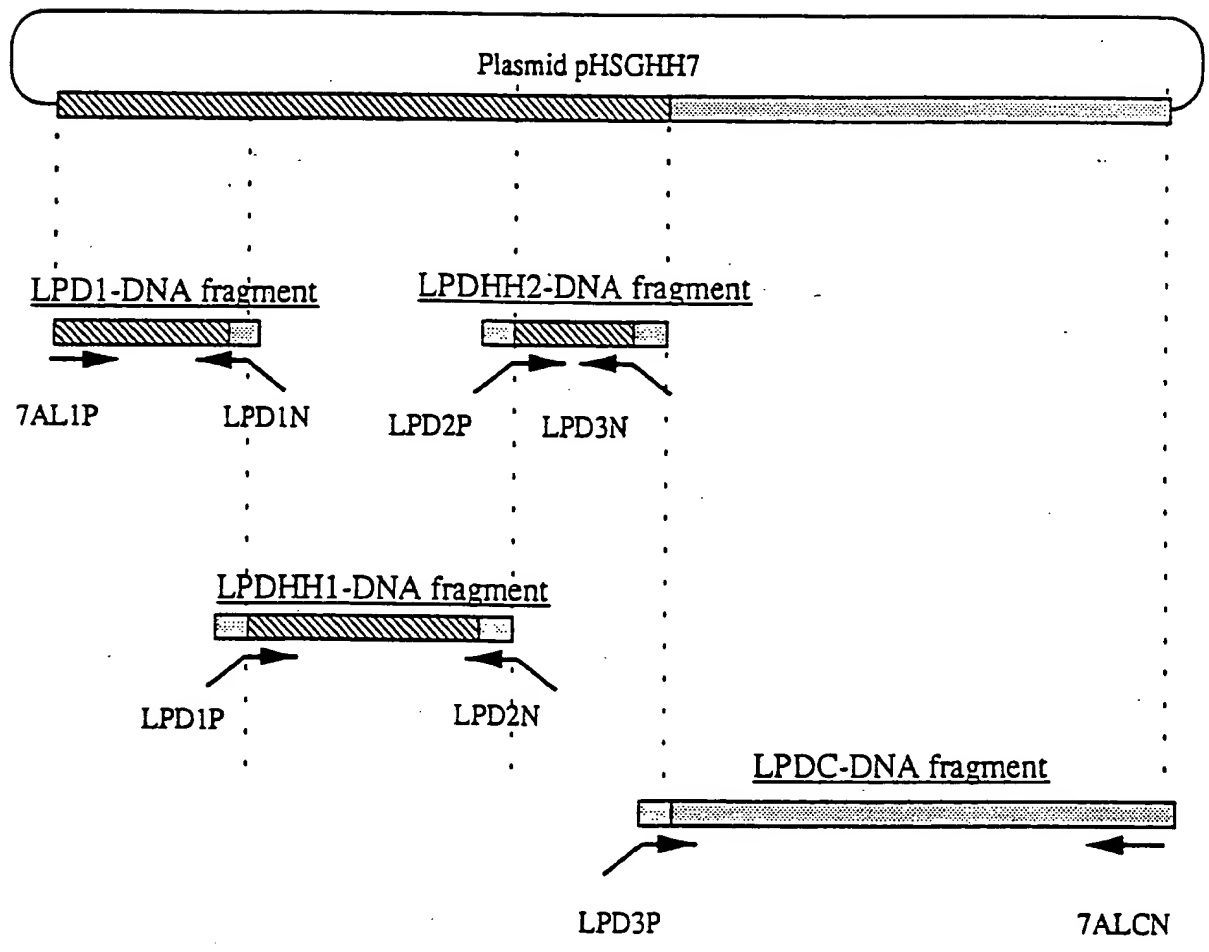 Plasmid pHSGHH7
LPD1-DNA fragment
LPDHH2-DNA fragment
7AL1P
LPD1N
LPD2P
LPD3N
LPDHH1-DNA fragment
LPD1P
LPD2N
LPDC-DNA fragment
LPD3P
7ALCN